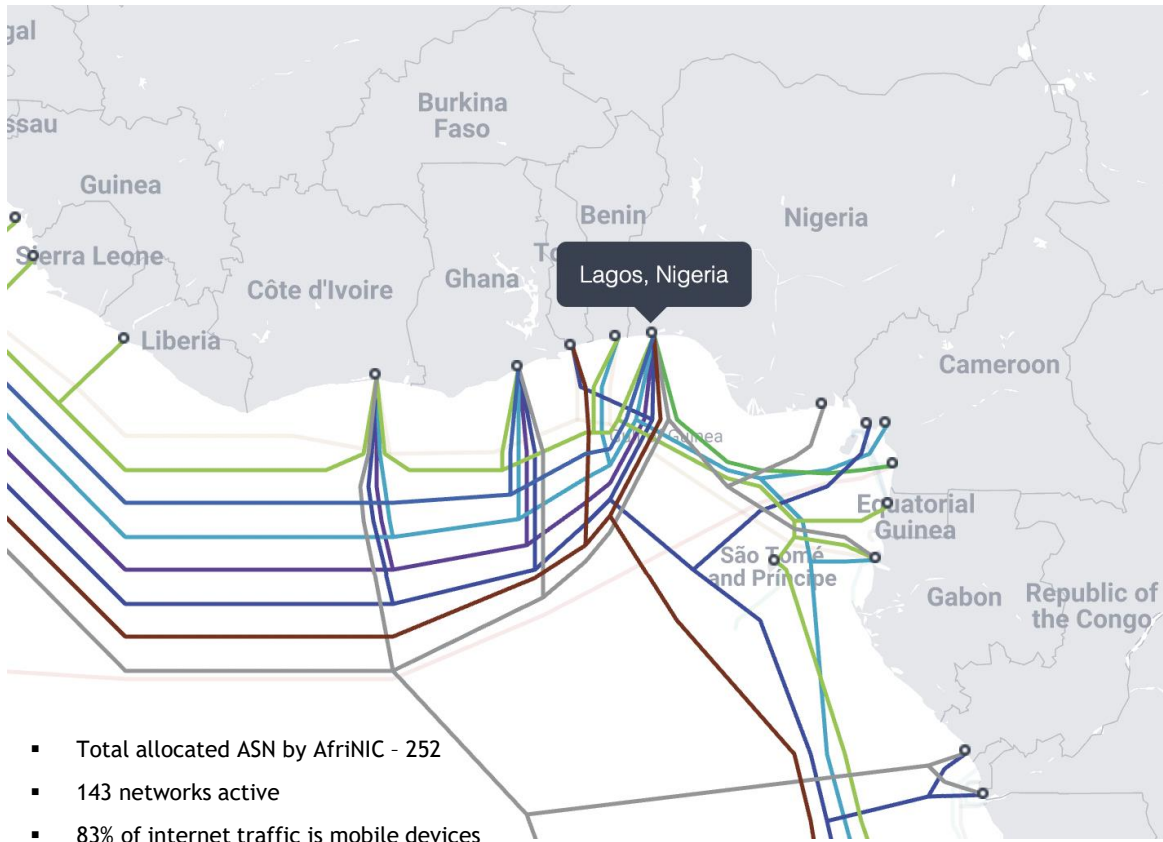 gal
Burkina
Faso
ssau
Guinea
Benin
Nigeria
Sierra Leone
To
Lagos, Nigeria
Ghana
Côte d'Ivoire
Liberia
Cameroon
Guinea
Equatorial
Guinea
São Tomé
and Príncipe
Gabon
Republic of
the Congo
▪ Total allocated ASN by AfriNIC – 252
▪ 143 networks active
▪ 83% of internet traffic is mobile devices